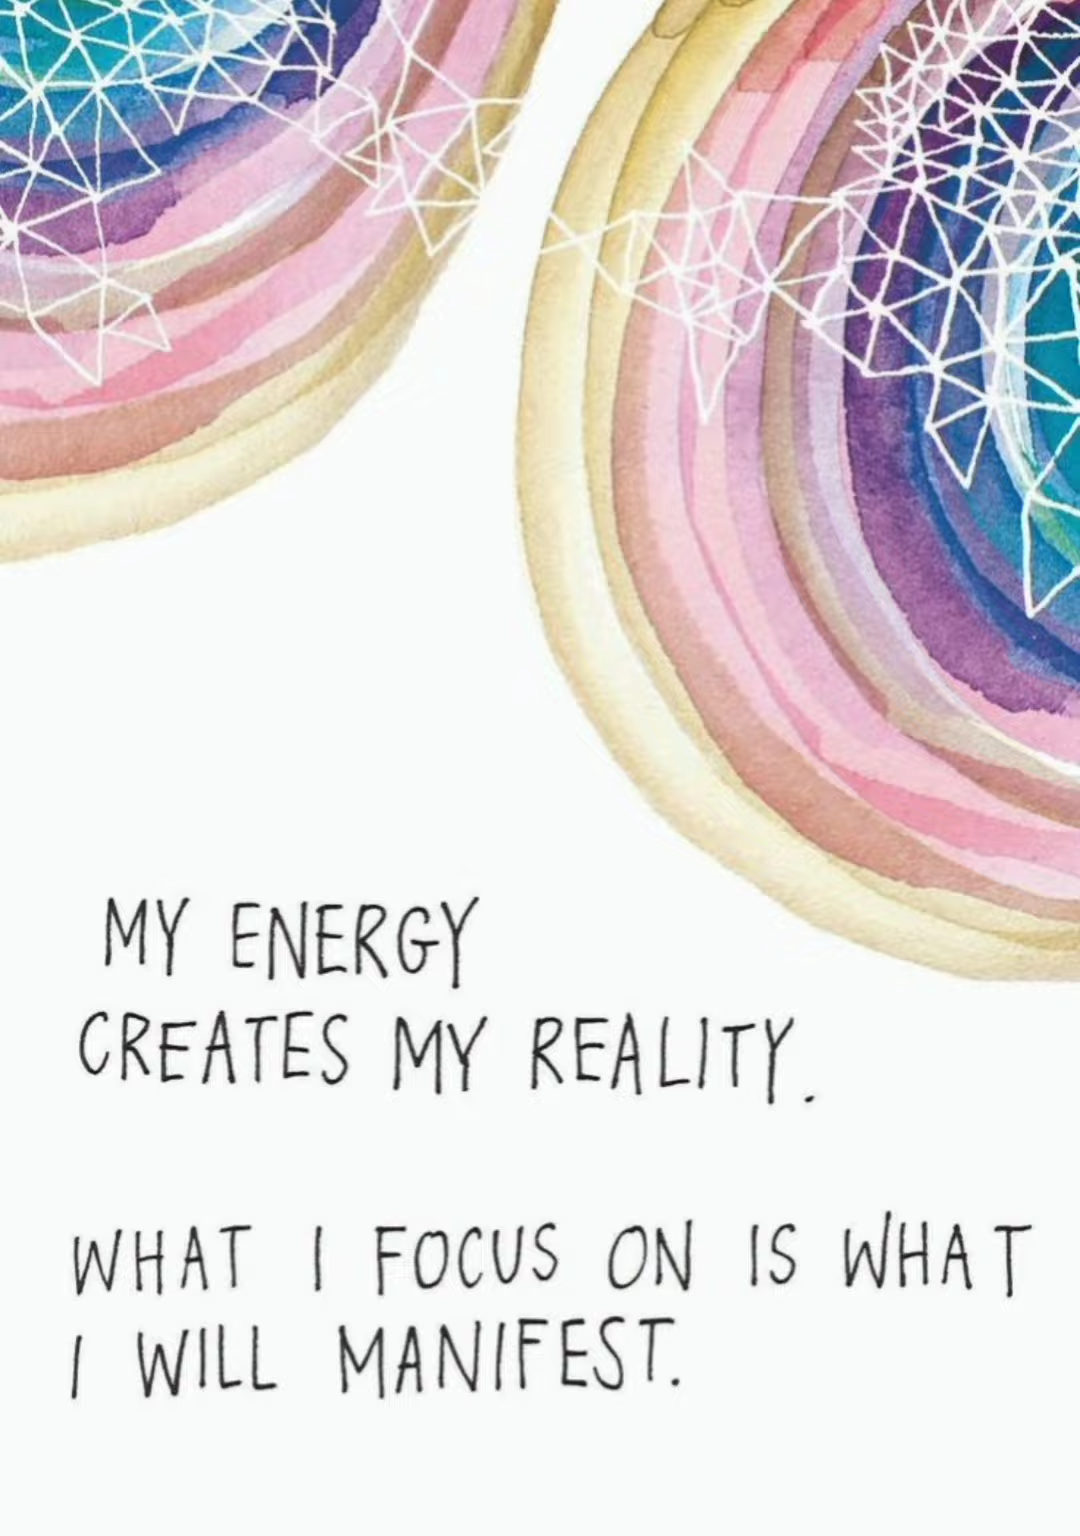 MY ENERGY
CREATES MY REALITY.
WHAT I FOCUS ON IS WHAT
I WILL MANIFEST.